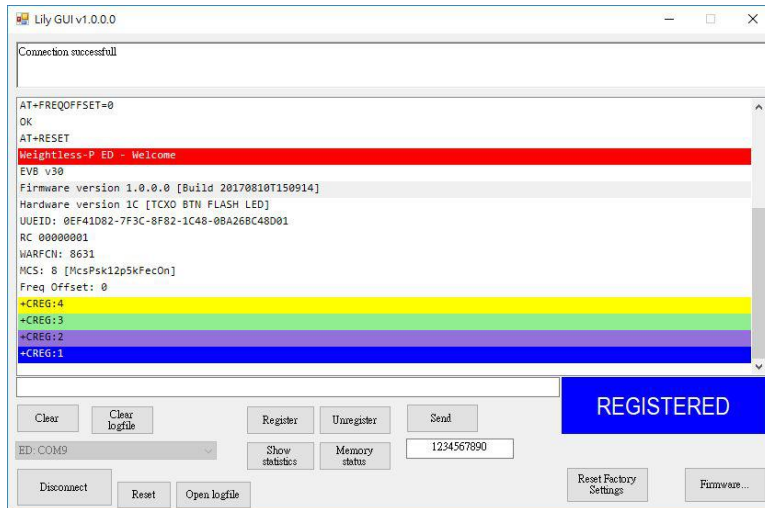 Lily GUI v1.0.0.0
Connection successfull
AT+FREQOFFSET=0
OK
AT+RESET
Weightless-P ED - Welcome
EVB v30
Firmware version 1.0.0.0 [Build 20170810T150914]
Hardware version 1C [TCXO BTN FLASH LED]
UUEID: 0EF41D82-7F3C-8F82-1C48-0BA26BC48D01
RC 00000001
WARFCN: 8631
MCS: 8 [McsPsk12p5kFecOn]
Freq Offset: 0
+CREG:4
+CREG:3
+CREG:2
+CREG:1
REGISTERED
Clear
Clear
logfile
Register
Unregister
Send
ED: COM9
Show
statistics
Memory
status
1234567890
Disconnect
Reset
Open logfile
Reset Factory
Settings
Firmware...